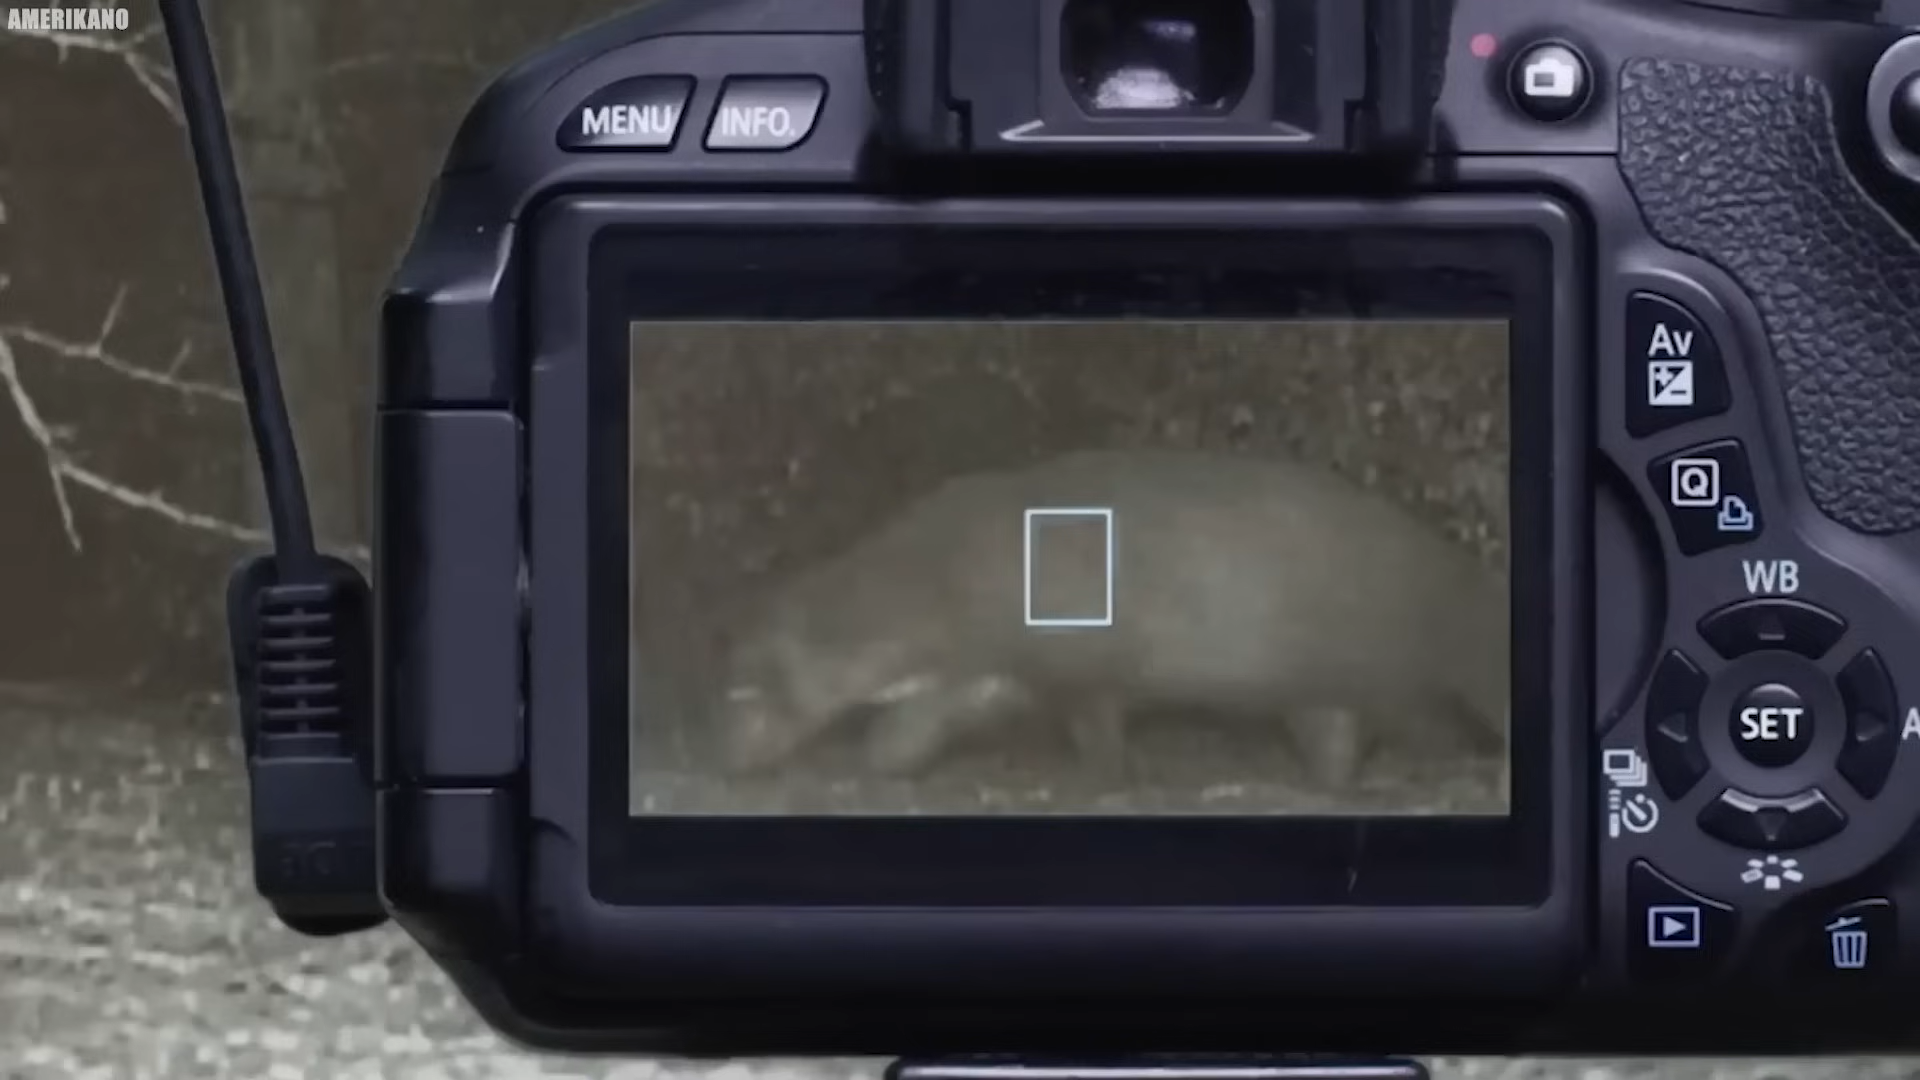 AMERIKANO
MENU
INFO.
Av
Q
WB
SET
A